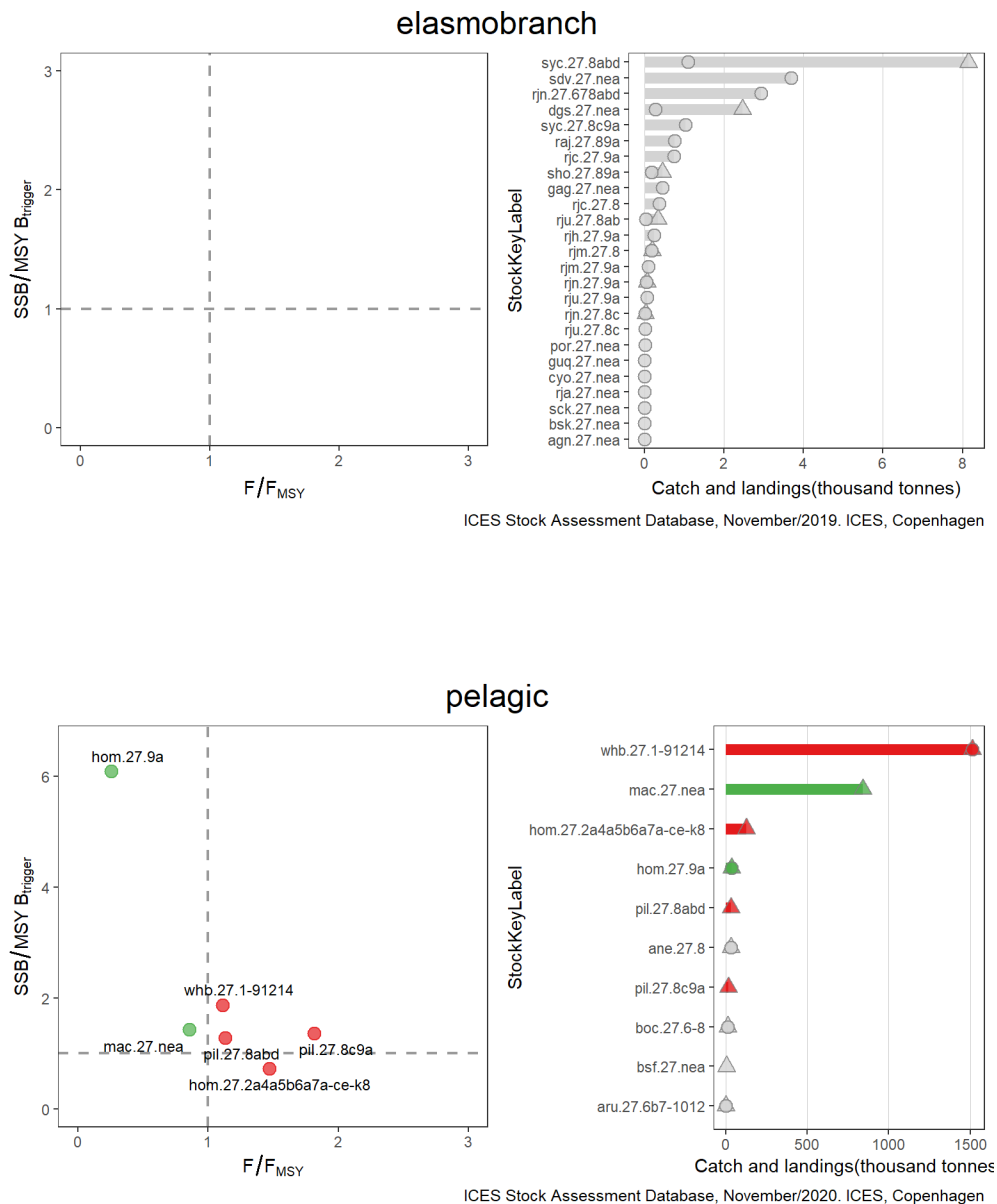 elasmobranch
3
2
1
0
SSB/MSY Btrigger
0
1
2
3
F/FMSY
StockKeyLabel
syc.27.8abd
sdv.27.nea
rjn.27.678abd
dgs.27.nea
syc.27.8c9a
raj.27.89a
rjc.27.9a
sho.27.89a
gag.27.nea
rjc.27.8
rju.27.8ab
rjh.27.9a
rjm.27.8
rjm.27.9a
rjn.27.9a
rju.27.9a
rjn.27.8c
rju.27.8c
por.27.nea
guq.27.nea
cyo.27.nea
rja.27.nea
sck.27.nea
bsk.27.nea
agn.27.nea
0
2
4
6
8
Catch and landings(thousand tonnes)
ICES Stock Assessment Database, November/2019. ICES, Copenhagen
pelagic
6
4
2
0
SSB/MSY Btrigger
hom.27.9a
whb.27.1-91214
mac.27.nea
pil.27.8abd
pil.27.8c9a
hom.27.2a4a5b6a7a-ce-k8
0
1
2
3
F/FMSY
StockKeyLabel
whb.27.1-91214
mac.27.nea
hom.27.2a4a5b6a7a-ce-k8
hom.27.9a
pil.27.8abd
ane.27.8
pil.27.8c9a
boc.27.6-8
bsf.27.nea
aru.27.6b7-1012
0
500
1000
1500
Catch and landings(thousand tonnes
ICES Stock Assessment Database, November/2020. ICES, Copenhagen